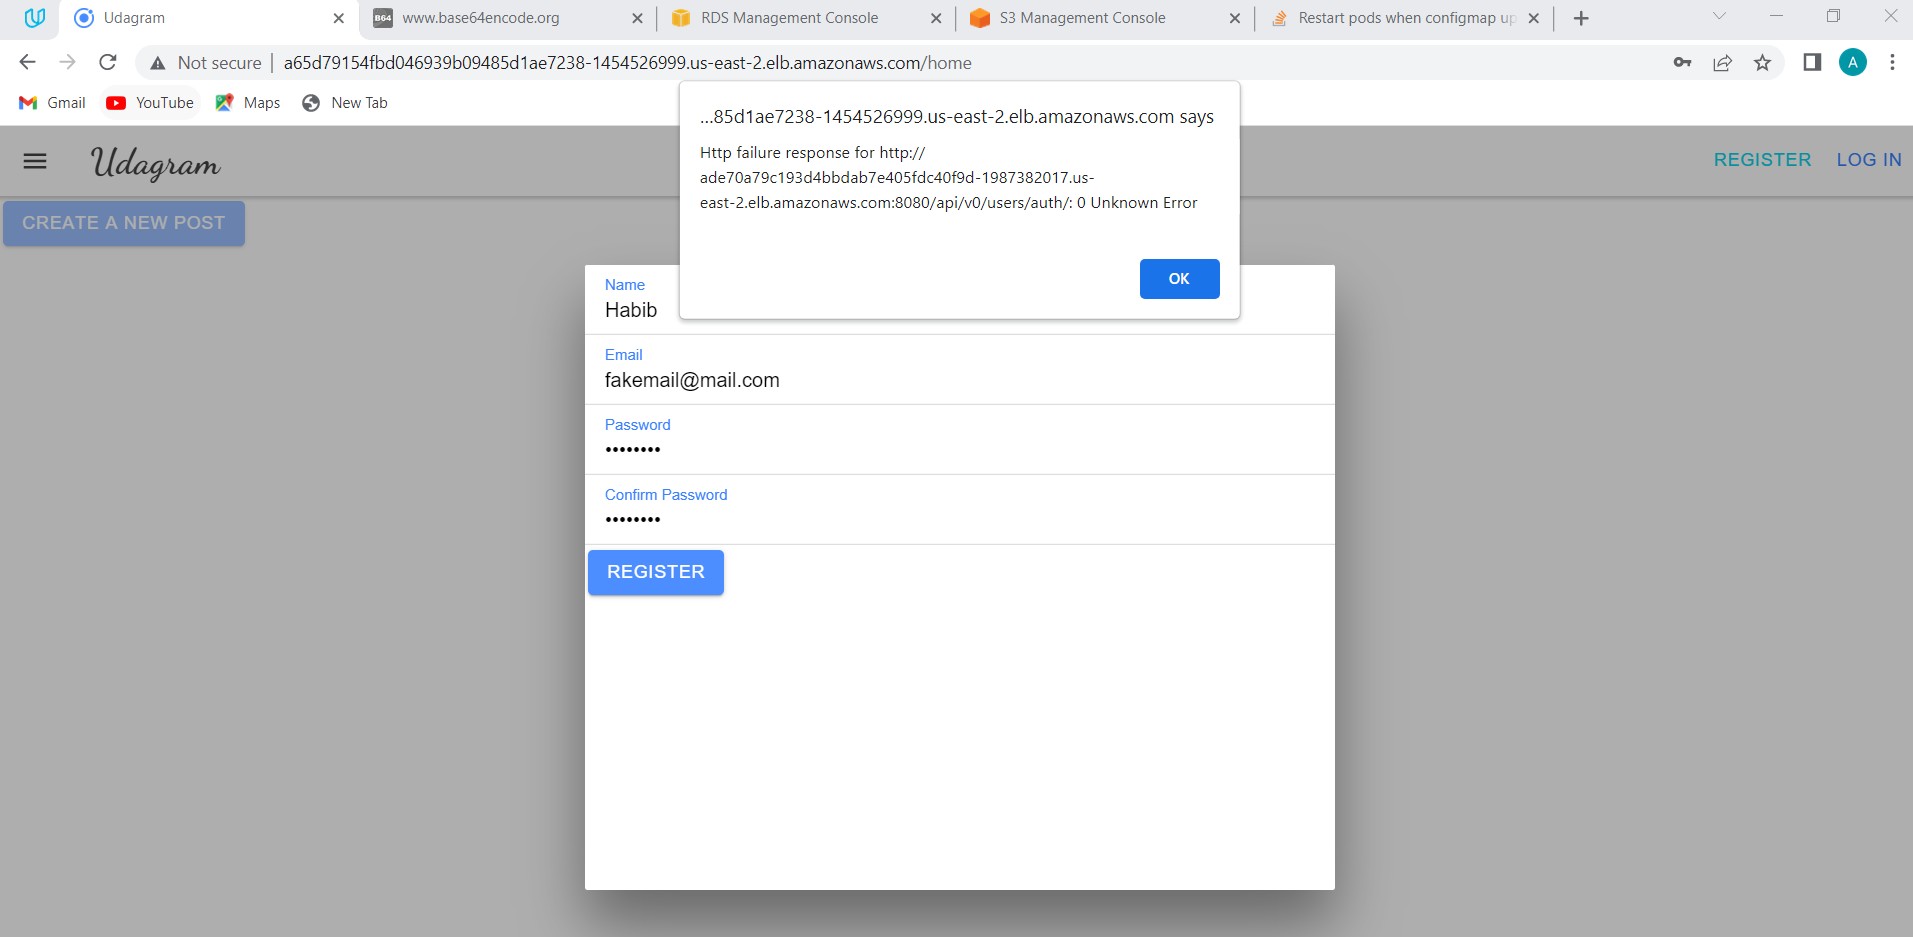 Udagram
B64 www.base64encode.org
RDS Management Console
S3 Management Console
Restart pods when configmap up
Not secure
a65d79154fbd046939b09485d1ae7238-1454526999.us-east-2.elb.amazonaws.com/home
A
Gmail
YouTube
Maps
New Tab
...85d1ae7238-1454526999.us-east-2.elb.amazonaws.com says
Http failure response for http://
ade70a79c193d4bbdab7e405fdc40f9d-1987382017.us-
east-2.elb.amazonaws.com:8080/api/v0/users/auth/: 0 Unknown Error
OK
Udagram
REGISTER
LOG IN
CREATE A NEW POST
Name
Habib
Email
fakemail@mail.com
Password
••••••••
Confirm Password
••••••••
REGISTER